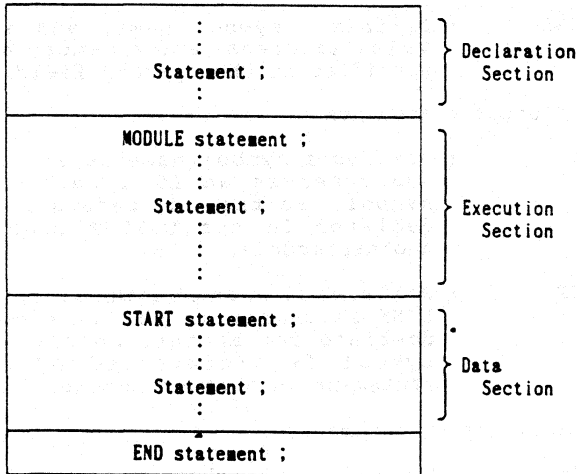 :
:
Statement ;
:
Declaration
Section
MODULE statement ;
:
:
Statement ;
:
:
:
Execution
Section
START statement ;
:
:
Statement ;
:
Data
Section
END statement ;